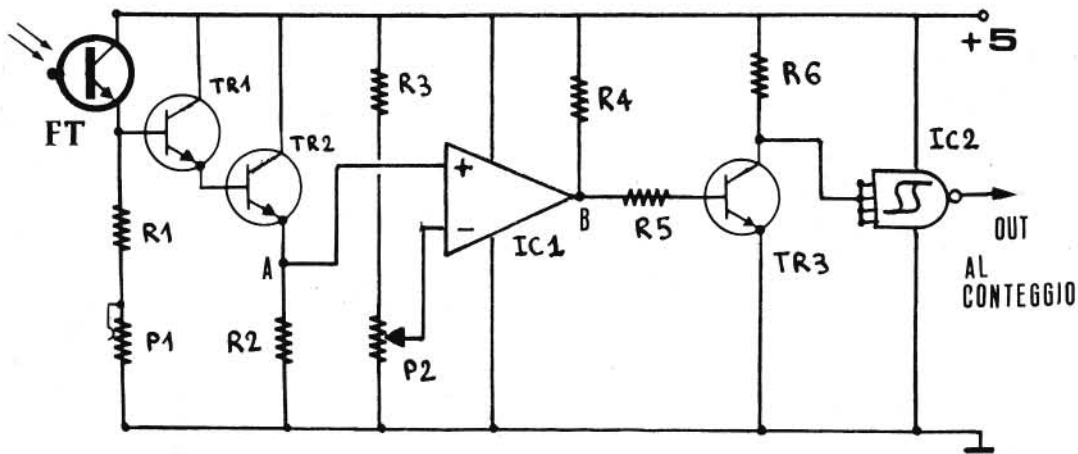 +5
FT
TR1
TR2
R3
R4
R6
IC2
R1
A
+
-
IC1
B
R5
TR3
OUT
AL
CONTEGGIO
P1
R2
P2